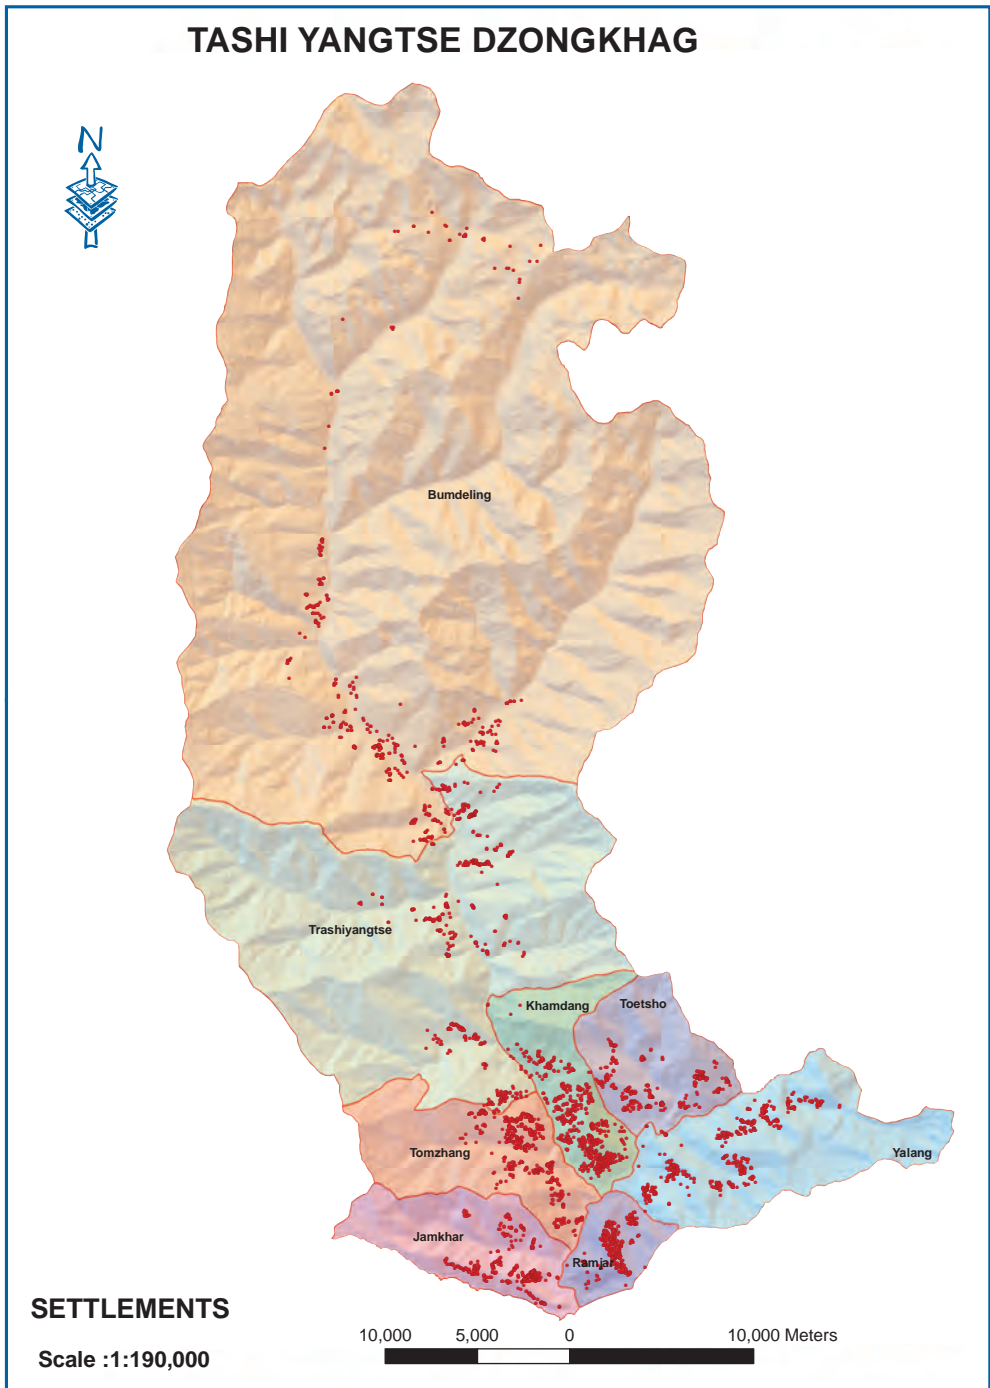 TASHI YANGTSE DZONGKHAG
N
Bumdeling
Trashiyangtse
Khamdang
Toetsho
Tomzhang
Yalang
Jamkhar
Ramjar
SETTLEMENTS
Scale :1:190,000
10,000 5,000 0 10,000 Meters